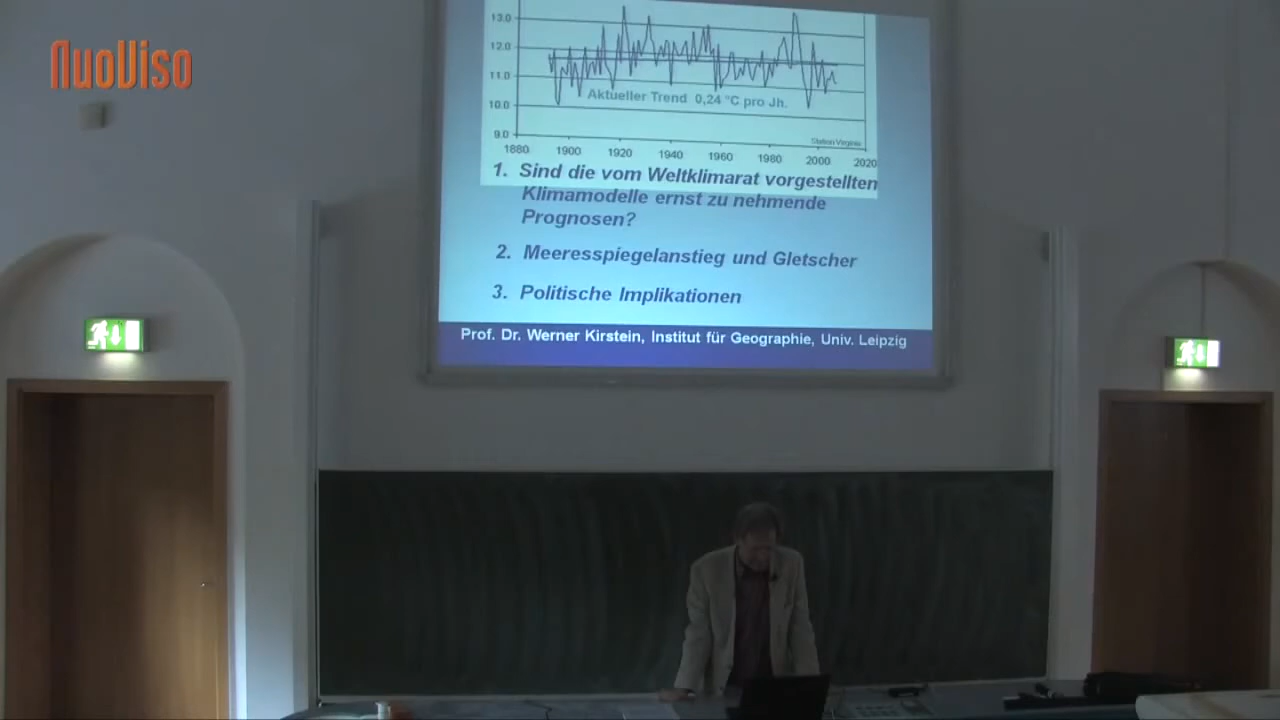 NuoViso
13.0
12.0
11.0
10.0
9.0
Aktueller Trend 0,24 °C pro Jh.
Station Virginia
1880 1900 1920 1940 1960 1980 2000 2020
1. Sind die vom Weltklimarat vorgestellten
Klimamodelle ernst zu nehmende
Prognosen?
2. Meeresspiegelanstieg und Gletscher
3. Politische Implikationen
Prof. Dr. Werner Kirstein, Institut für Geographie, Univ. Leipzig